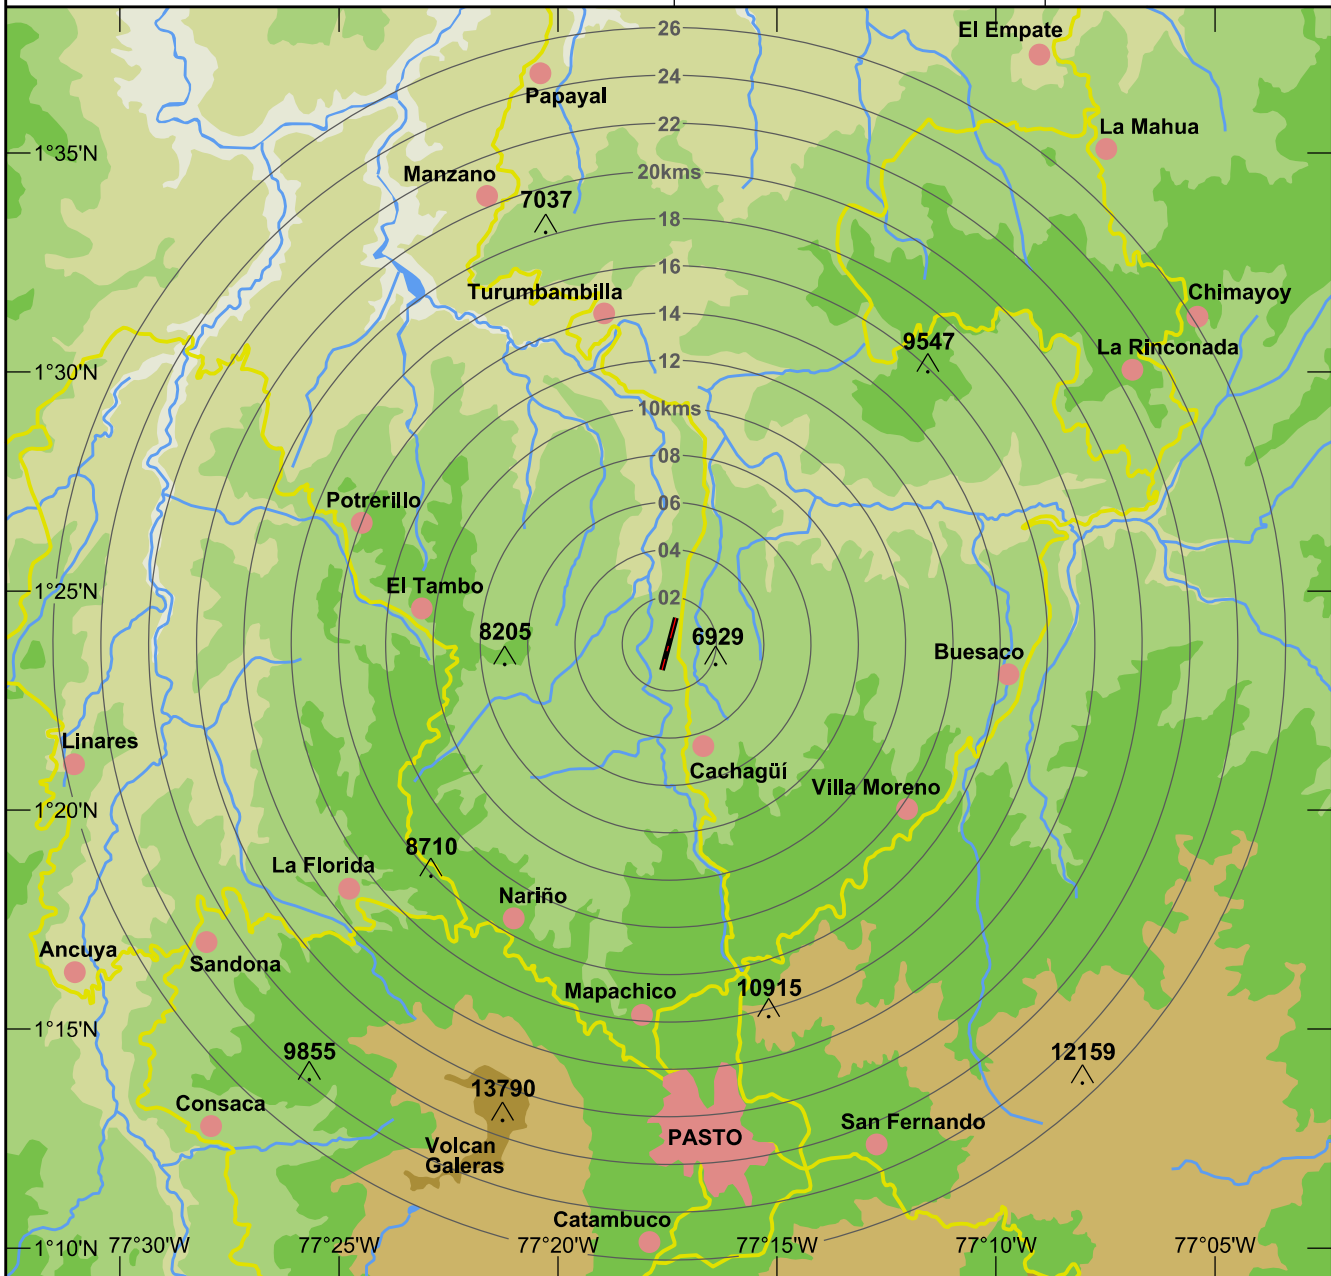 26
El Empate
24
Papayal
22
La Mahua
1°35'N
20kms
Manzano
7037
18
16
Turumbambilla
Chimayoy
14
9547
La Rinconada
12
1°30'N
10kms
08
Potrerillo
06
04
El Tambo
1°25'N
02
8205
6929
Buesaco
Linares
Cachagüí
Villa Moreno
1°20'N
8710
La Florida
Nariño
Ancuya
Sandona
Mapachico
10915
1°15'N
9855
12159
13790
Consaca
San Fernando
PASTO
Volcan
Galeras
Catambuco
1°10'N
77°30'W
77°25'W
77°20'W
77°15'W
77°10'W
77°05'W